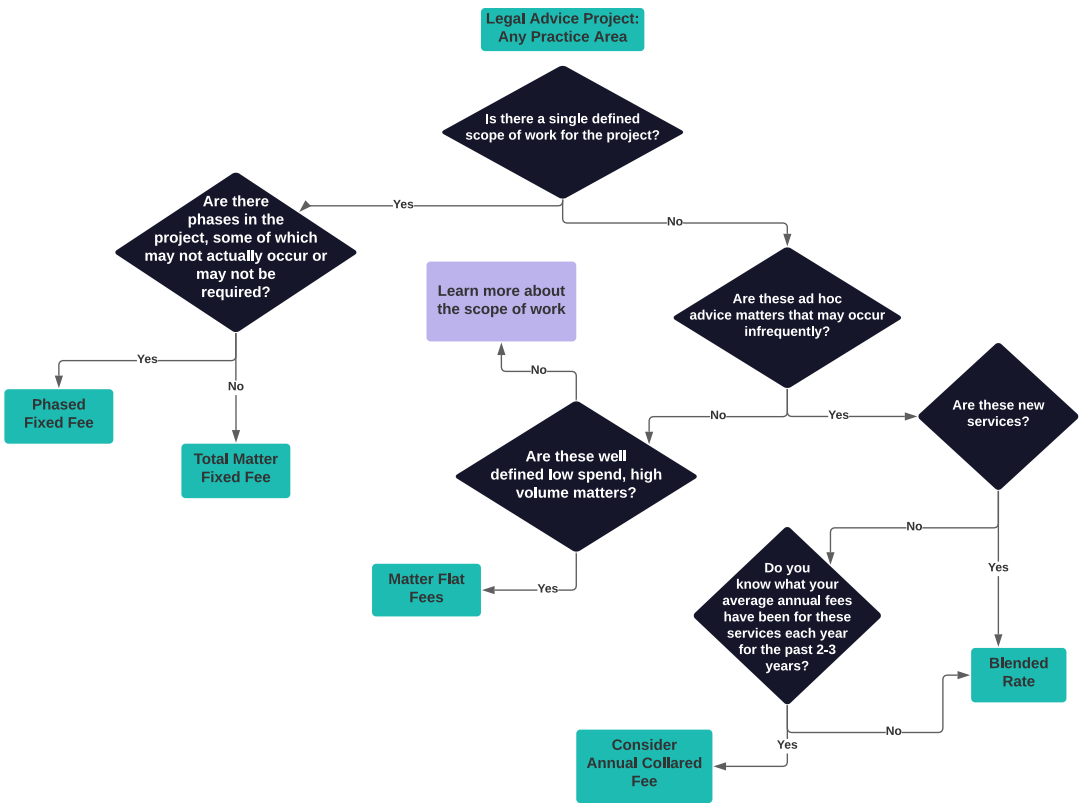 Legal Advice Project:
Any Practice Area
Is there a single defined
scope of work for the project?
Yes
No
Are there
phases in the
project, some of which
may not actually occur or
may not be
required?
Learn more about
the scope of work
Are these ad hoc
advice matters that may occur
infrequently?
Yes
No
No
No
Yes
Are these new
services?
Phased
Fixed Fee
Total Matter
Fixed Fee
Are these well
defined low spend, high
volume matters?
No
Yes
Matter Flat
Fees
Yes
Do you
know what your
average annual fees
have been for these
services each year
for the past 2-3
years?
Blended
Rate
No
Yes
Consider
Annual Collared
Fee